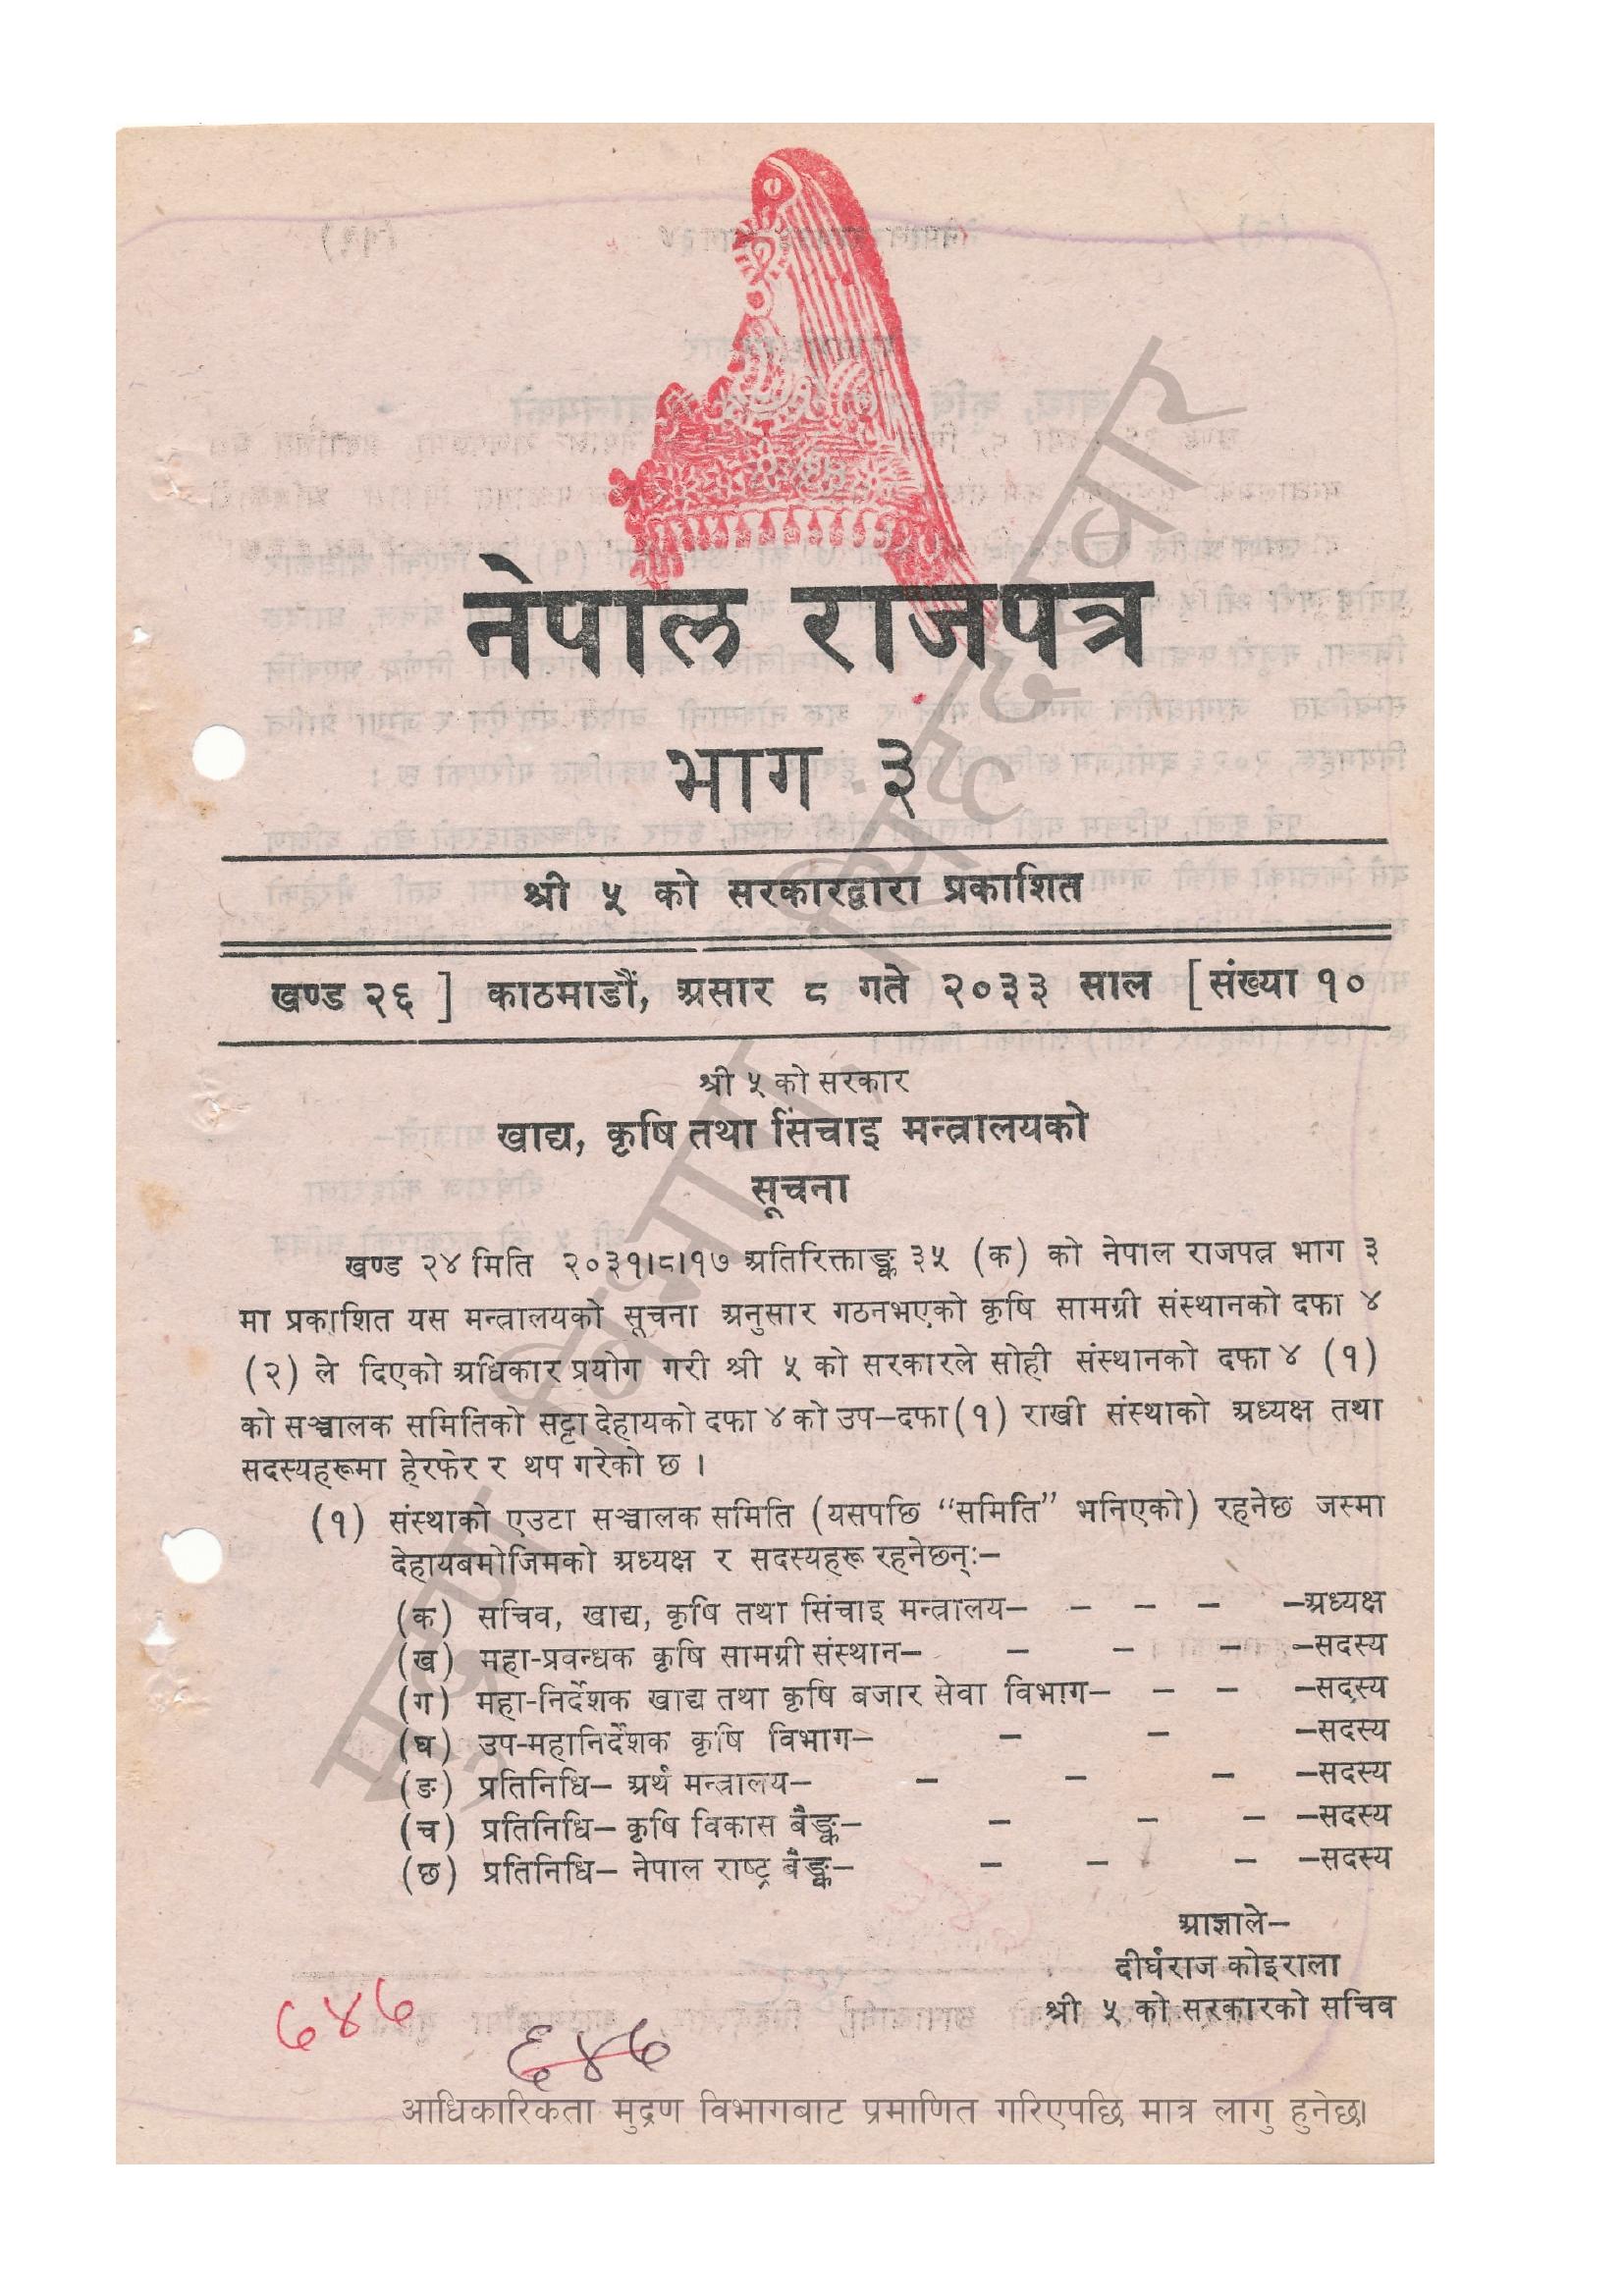 नेपाल राजपत्र
भाग ३
श्री ५ को सरकारद्वारा प्रकाशित
खण्ड २६ ] काठमाडौं, असार ८ गते २०३३ साल [ संख्या १०
श्री ५ को सरकार
खाद्य, कृषि तथा सिंचाइ मन्त्रालयको
सूचना
खण्ड २४ मिति २०३१।८।१७ अतिरिक्ताङ्क ३५ (क) को नेपाल राजपत्र भाग ३
मा प्रकाशित यस मन्त्रालयको सूचना अनुसार गठनभएको कृषि सामग्री संस्थानको दफा ४
(२) ले दिएको अधिकार प्रयोग गरी श्री ५ को सरकारले सोही संस्थानको दफा ४ (१)
को सञ्चालक समितिको सट्टा देहायको दफा ४ को उप–दफा (१) राखी संस्थाको अध्यक्ष तथा
सदस्यहरूमा हेरफेर र थप गरेको छ ।
(१) संस्थाको एउटा सञ्चालक समिति (यसपछि “समिति” भनिएको) रहनेछ जस्मा
देहायबमोजिमको अध्यक्ष र सदस्यहरू रहनेछन्:–
(क) सचिव, खाद्य, कृषि तथा सिंचाइ मन्त्रालय– – – – –अध्यक्ष
(ख) महा-प्रवन्धक कृषि सामग्री संस्थान– – – – –सदस्य
(ग) महा-निर्देशक खाद्य तथा कृषि बजार सेवा विभाग– – – –सदस्य
(घ) उप-महानिर्देशक कृषि विभाग– – – –सदस्य
(ङ) प्रतिनिधि– अर्थ मन्त्रालय– – – – –सदस्य
(च) प्रतिनिधि– कृषि विकास बैङ्क– – – – –सदस्य
(छ) प्रतिनिधि– नेपाल राष्ट्र बैङ्क– – – – –सदस्य
आज्ञाले–
दीर्घराज कोइराला
श्री ५ को सरकारको सचिव
७४७
६४७
आधिकारिकता मुद्रण विभागबाट प्रमाणित गरिएपछि मात्र लागु हुनेछ।
मुद्रण विभाग, सिंहदरवार